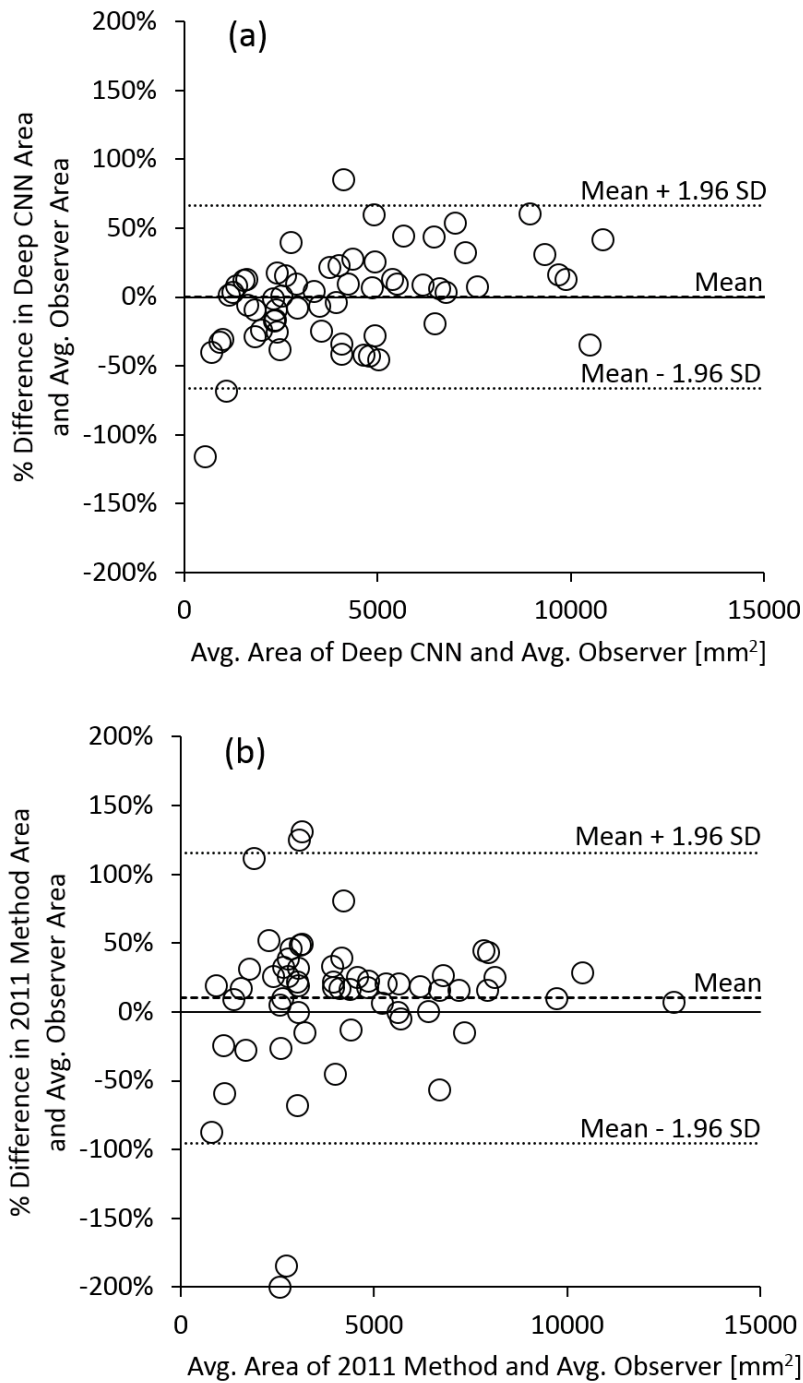 (a)
200%
150%
100%
50%
0%
-50%
-100%
-150%
-200%
% Difference in Deep CNN Area
and Avg. Observer Area
Mean + 1.96 SD
Mean
Mean - 1.96 SD
0 5000 10000 15000
Avg. Area of Deep CNN and Avg. Observer [mm²]
(b)
200%
150%
100%
50%
0%
-50%
-100%
-150%
-200%
% Difference in 2011 Method Area
and Avg. Observer Area
Mean + 1.96 SD
Mean
Mean - 1.96 SD
0 5000 10000 15000
Avg. Area of 2011 Method and Avg. Observer [mm²]